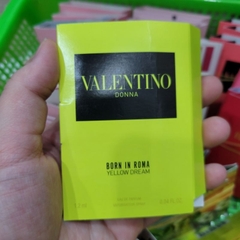 VALENTINO
DONNA
BORN IN ROMA
YELLOW DREAM